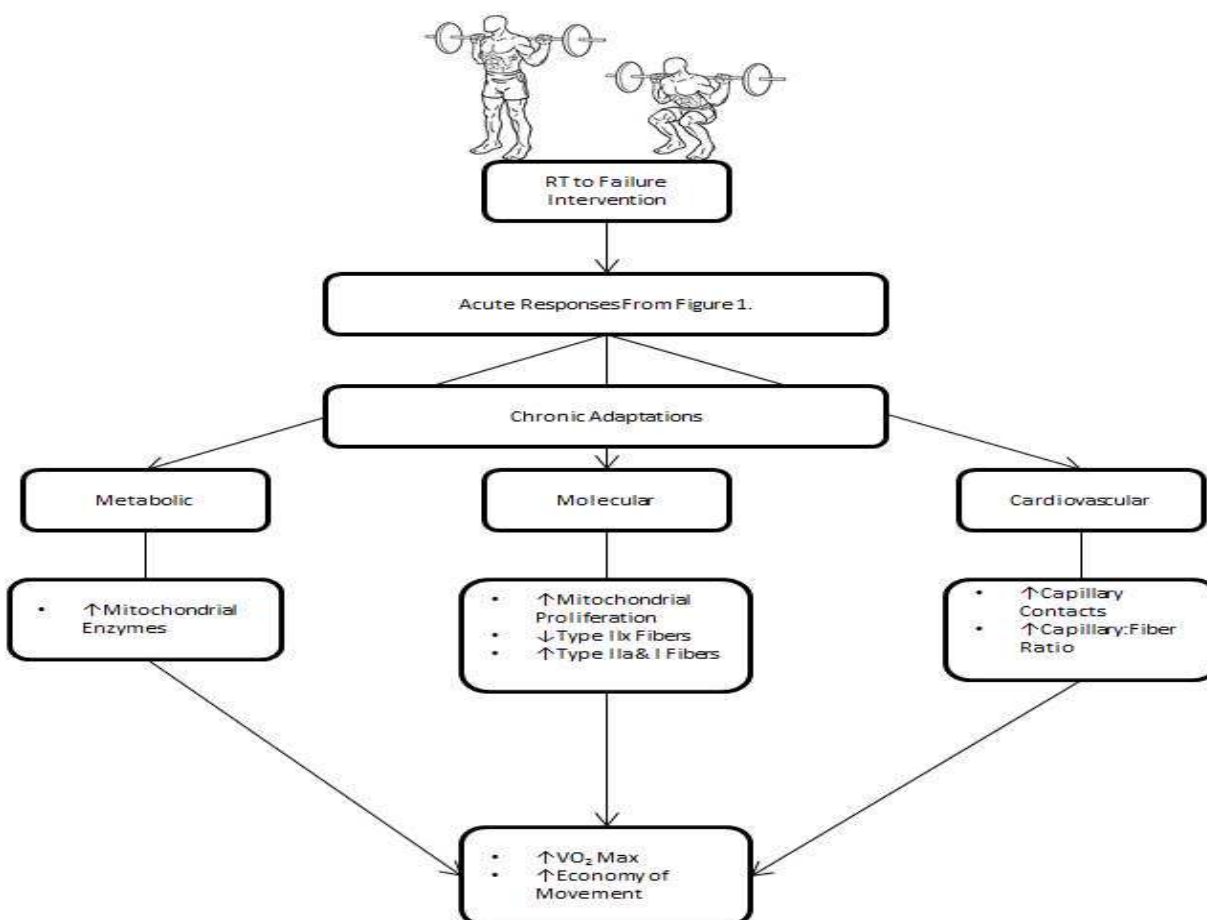 RT to Failure
Intervention
Acute Responses From Figure 1.
Chronic Adaptations
Metabolic
Molecular
Cardiovascular
• ↑Mitochondrial
Enzymes
• ↑Mitochondrial
Proliferation
• ↓Type IIx Fibers
• ↑Type IIa & I Fibers
• ↑Capillary
Contacts
• ↑Capillary:Fiber
Ratio
• ↑VO₂ Max
• ↑Economy of
Movement